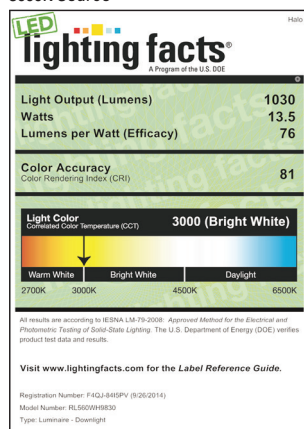 Halo
LED
lighting facts®
A Program of the U.S. DOE
Light Output (Lumens) 1030
Watts 13.5
Lumens per Watt (Efficacy) 76
Color Accuracy 81
Color Rendering Index (CRI)
Light Color
Correlated Color Temperature (CCT) 3000 (Bright White)
Warm White Bright White Daylight
2700K 3000K 4500K 6500K
All results are according to IESNA LM-79-2008: Approved Method for the Electrical and
Photometric Testing of Solid-State Lighting. The U.S. Department of Energy (DOE) verifies
product test data and results.
Visit www.lightingfacts.com for the Label Reference Guide.
Registration Number: F4QJ-84I5PV (9/26/2014)
Model Number: RL560WH9830
Type: Luminaire - Downlight